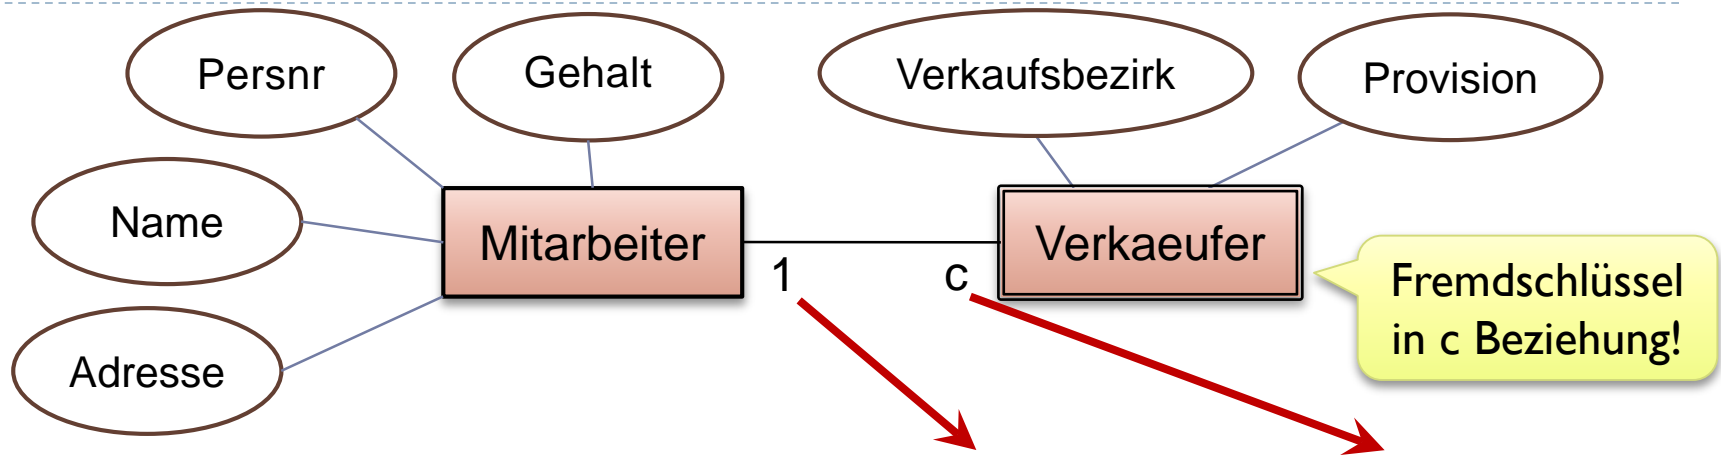 Persnr
Gehalt
Verkaufsbezirk
Provision
Name
Mitarbeiter
Verkaeufer
1
c
Fremdschlüssel
in c Beziehung!
Adresse